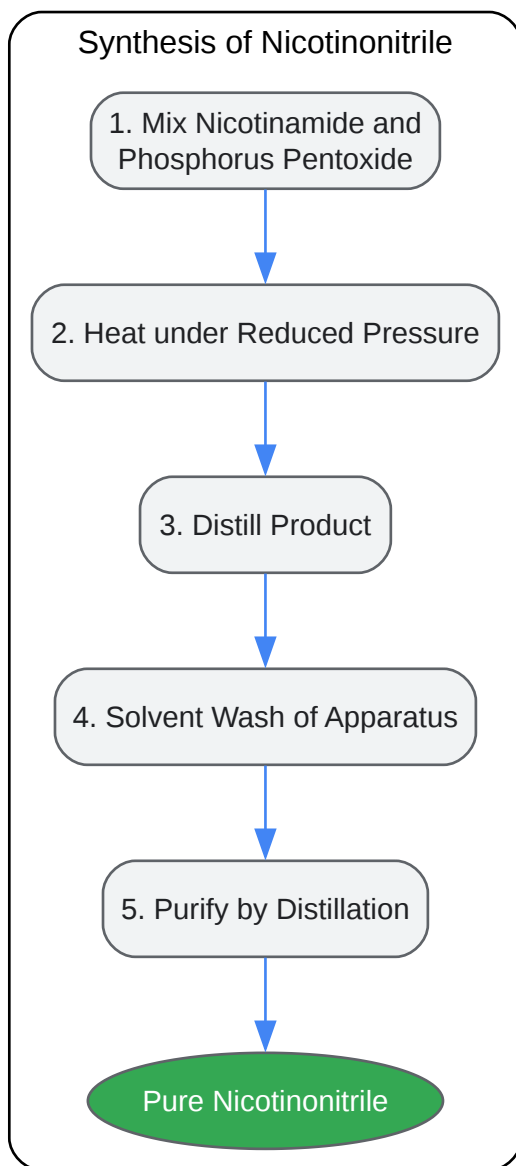 Synthesis of Nicotinonitrile
1. Mix Nicotinamide and
Phosphorus Pentoxide
2. Heat under Reduced Pressure
3. Distill Product
4. Solvent Wash of Apparatus
5. Purify by Distillation
Pure Nicotinonitrile